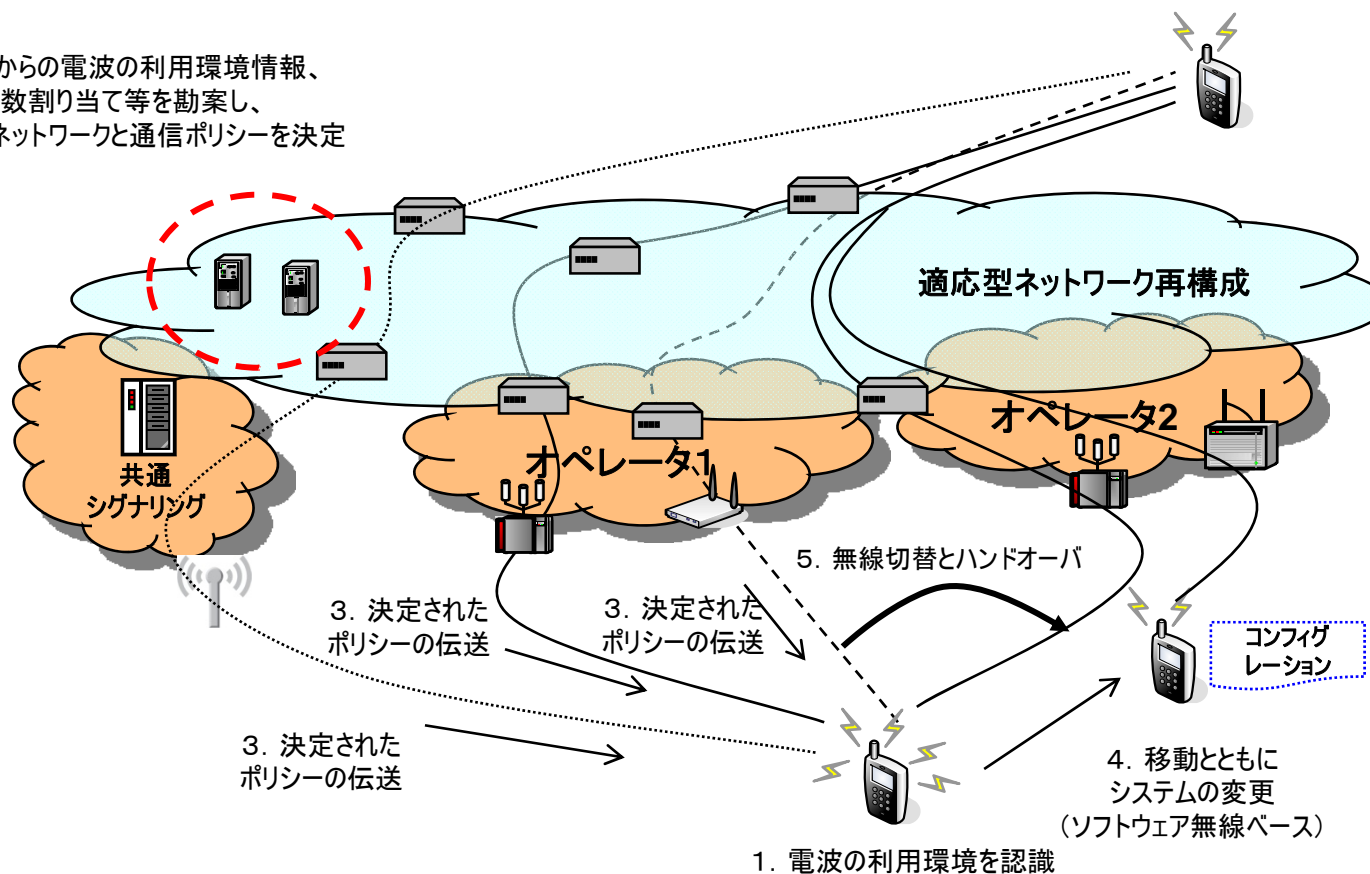 からの電波の利用環境情報、
数割り当て等を勘案し、
ネットワークと通信ポリシーを決定
適応型ネットワーク再構成
オペレータ1
オペレータ2
共通
シグナリング
5．無線切替とハンドオーバ
3．決定された
ポリシーの伝送
3．決定された
ポリシーの伝送
コンフィグ
レーション
3．決定された
ポリシーの伝送
4．移動とともに
システムの変更
（ソフトウェア無線ベース）
1．電波の利用環境を認識